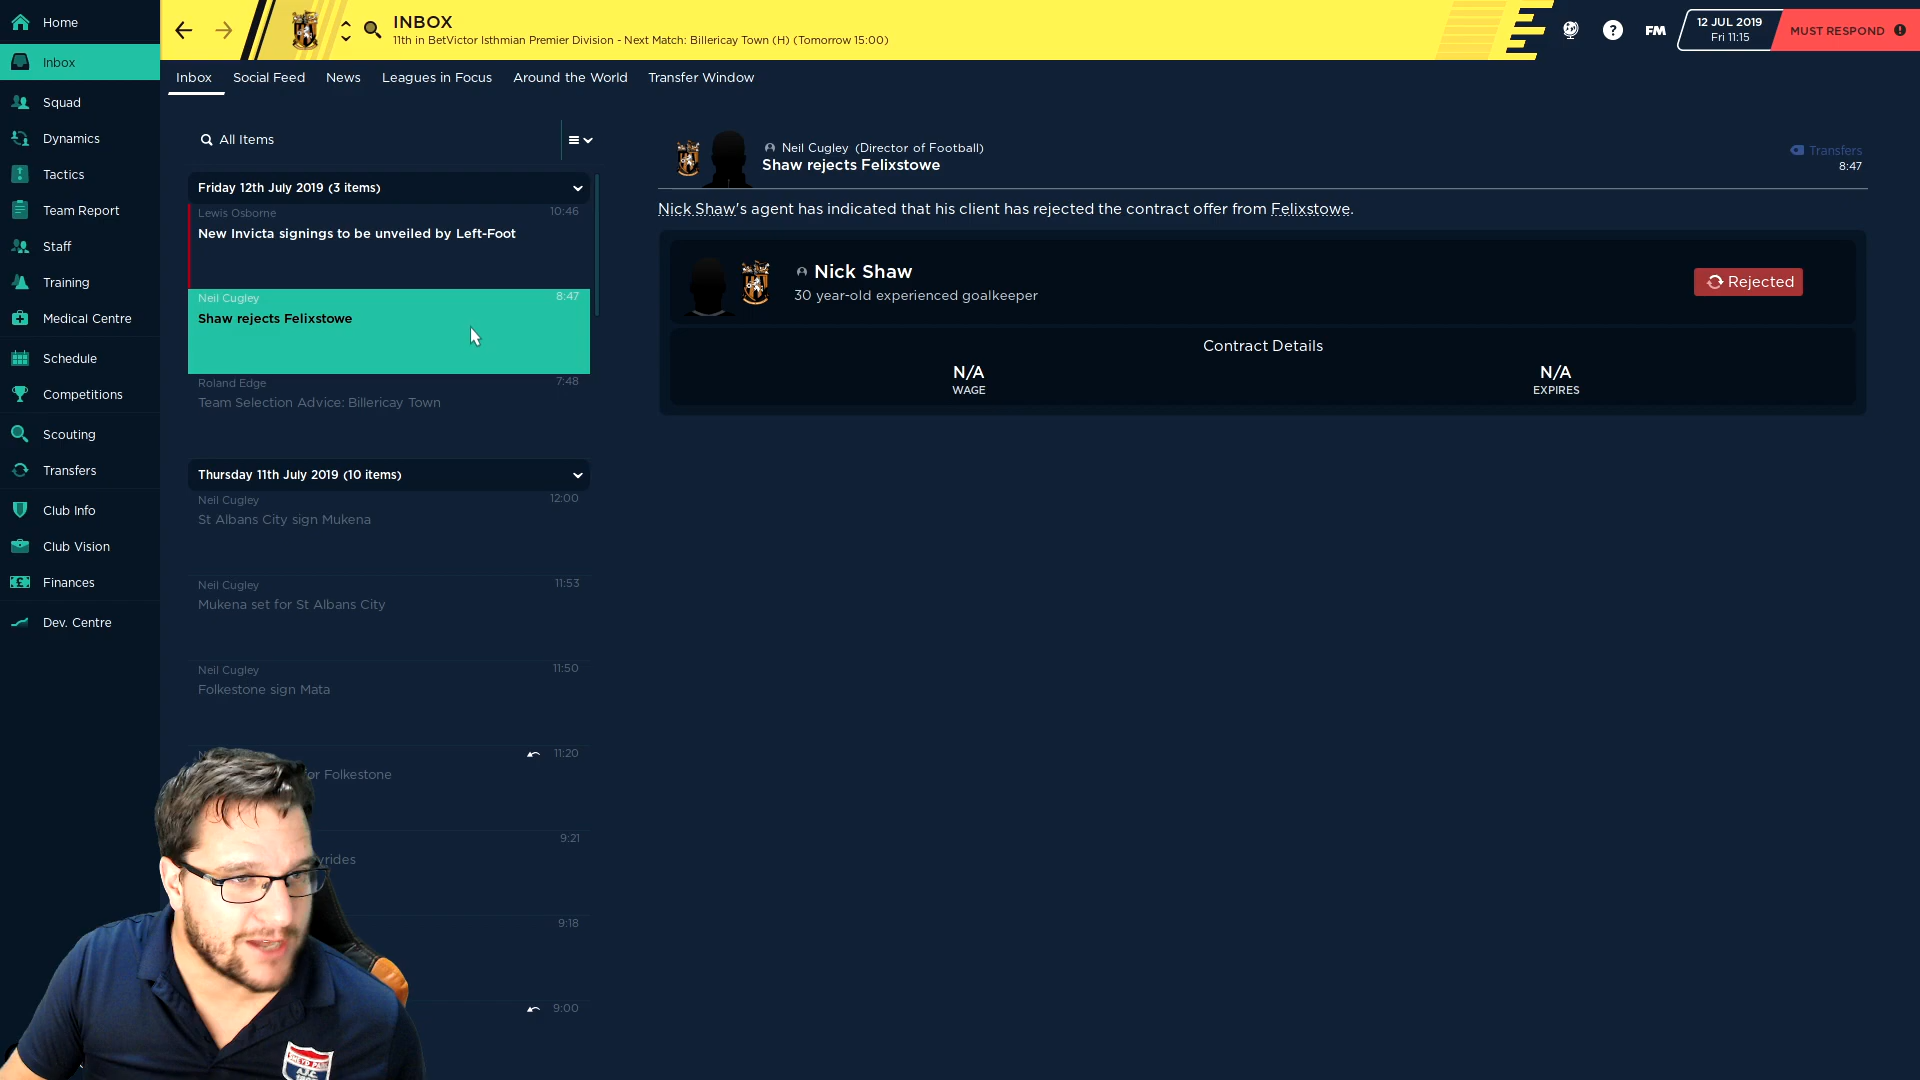 Home
Inbox
Squad
Dynamics
Tactics
Team Report
Staff
Training
Medical Centre
Schedule
Competitions
Scouting
Transfers
Club Info
Club Vision
Finances
Dev. Centre
INBOX
11th in BetVictor Isthmian Premier Division - Next Match: Billericay Town (H) (Tomorrow 15:00)
FM
12 JUL 2019
Fri 11:15
MUST RESPOND
Inbox Social Feed News Leagues in Focus Around the World Transfer Window
All Items
Friday 12th July 2019 (3 items)
Lewis Osborne 10:46
New Invicta signings to be unveiled by Left-Foot
Neil Cugley 8:47
Shaw rejects Felixstowe
Roland Edge 7:48
Team Selection Advice: Billericay Town
Thursday 11th July 2019 (10 items)
Neil Cugley 12:00
St Albans City sign Mukena
Neil Cugley 11:53
Mukena set for St Albans City
Neil Cugley 11:50
Folkestone sign Mata
11:20
for Folkestone
9:21
9:18
9:00
Neil Cugley (Director of Football)
Shaw rejects Felixstowe
Transfers
8:47
Nick Shaw's agent has indicated that his client has rejected the contract offer from Felixstowe.
Nick Shaw
30 year-old experienced goalkeeper
Rejected
Contract Details
N/A
WAGE
N/A
EXPIRES